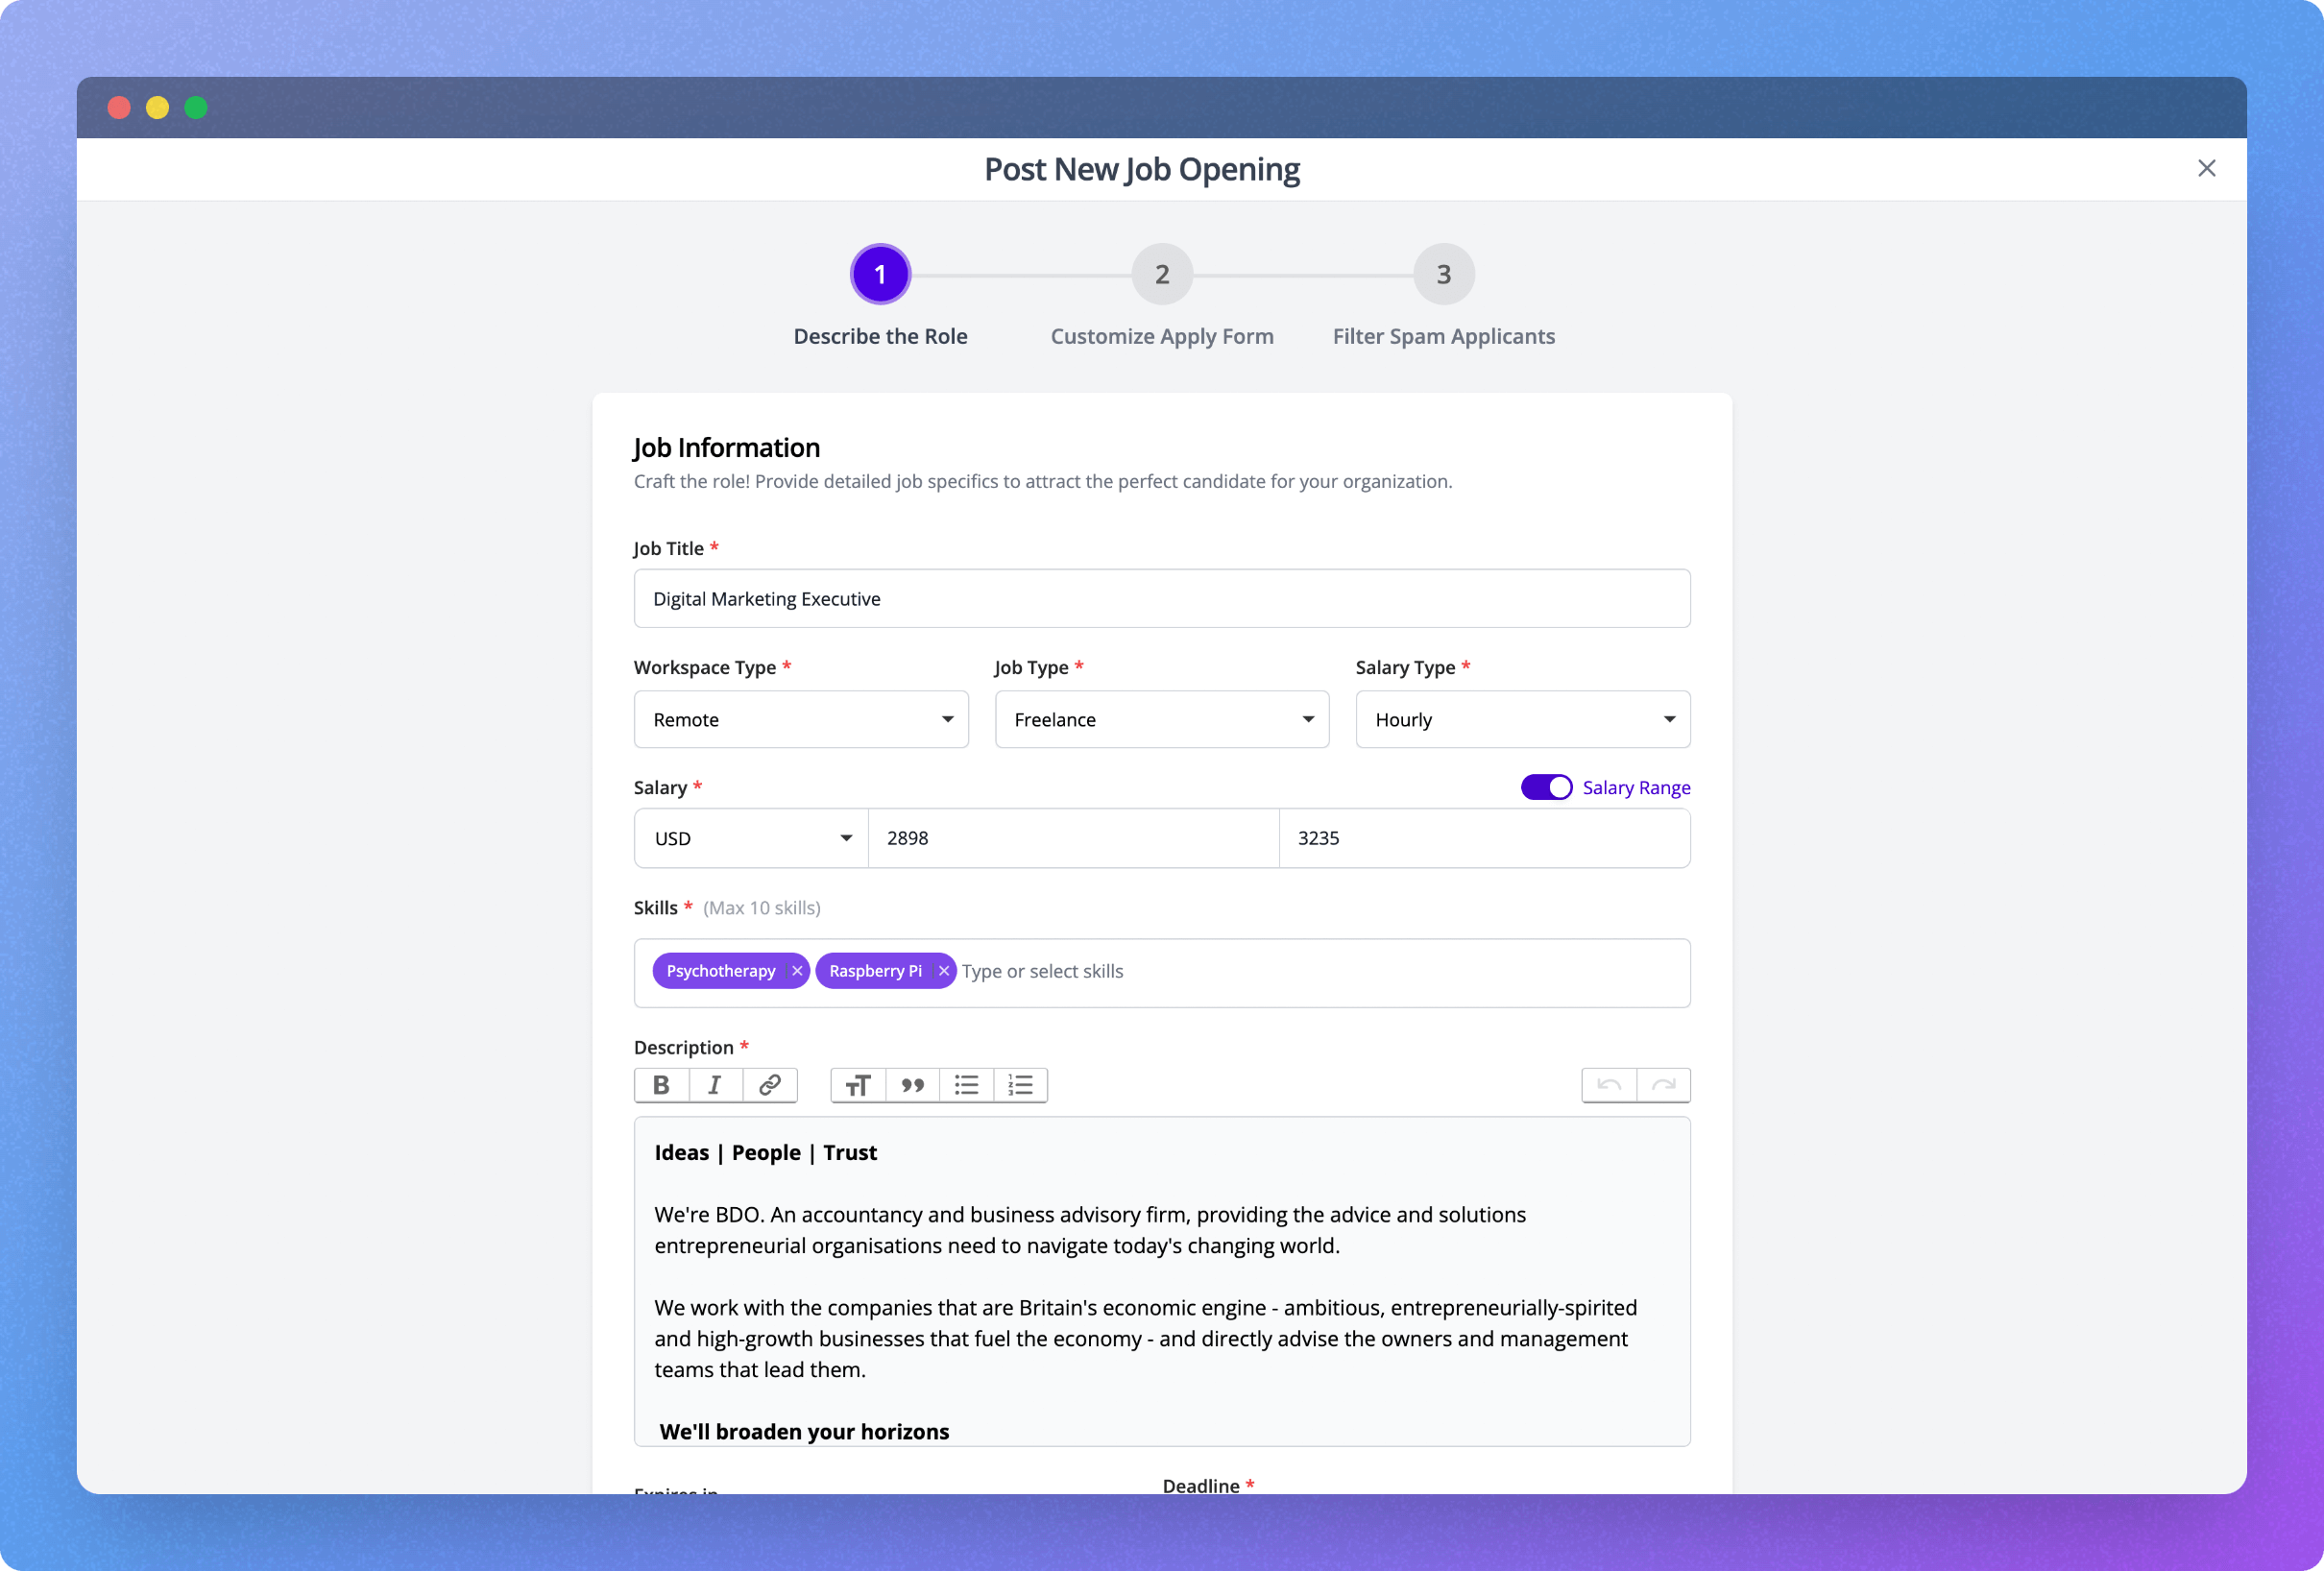 Post New Job Opening
1
2
3
Describe the Role
Customize Apply Form
Filter Spam Applicants
Job Information
Craft the role! Provide detailed job specifics to attract the perfect candidate for your organization.
Job Title *
Digital Marketing Executive
Workspace Type *
Job Type *
Salary Type *
Remote
Freelance
Hourly
Salary *
Salary Range
USD
2898
3235
Skills * (Max 10 skills)
Psychotherapy
Raspberry Pi
Type or select skills
Description *
Ideas | People | Trust
We're BDO. An accountancy and business advisory firm, providing the advice and solutions
entrepreneurial organisations need to navigate today's changing world.
We work with the companies that are Britain's economic engine - ambitious, entrepreneurially-spirited
and high-growth businesses that fuel the economy - and directly advise the owners and management
teams that lead them.
We'll broaden your horizons
Expires in
Deadline *